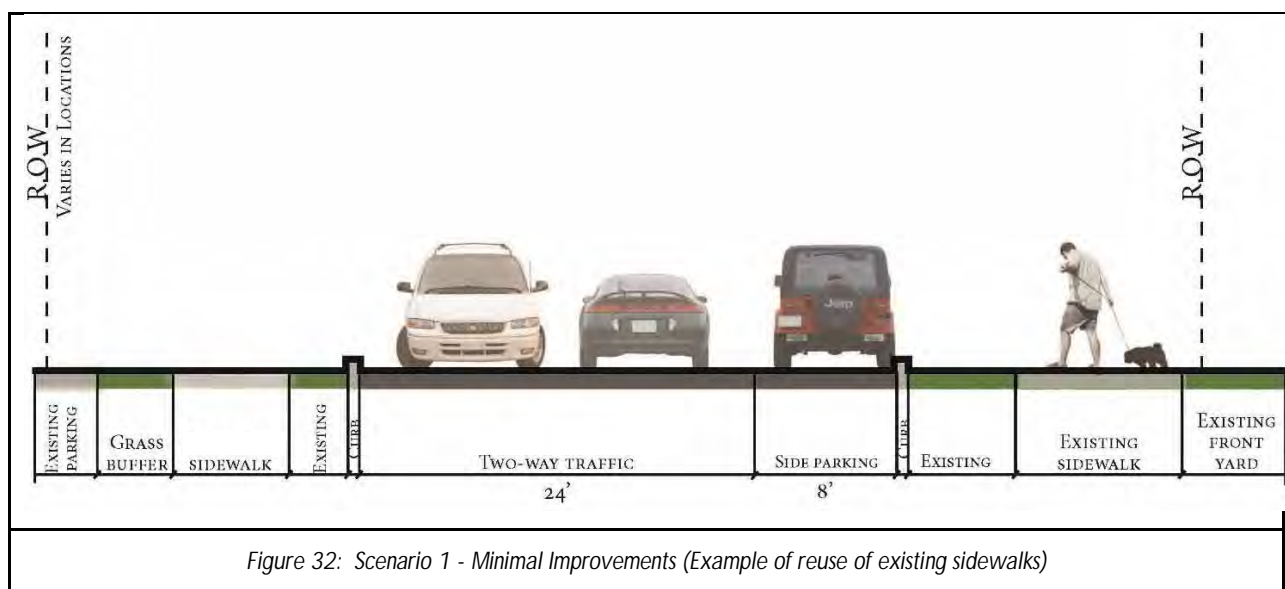 R.O.W
Varies in Locations
R.O.W
Jeep
Existing
Parking
Grass
Buffer
Sidewalk
Existing
Curb
Two-way Traffic
24'
Side Parking
8'
Curb
Existing
Existing
Sidewalk
Existing
Front
Yard
Figure 32: Scenario 1 - Minimal Improvements (Example of reuse of existing sidewalks)